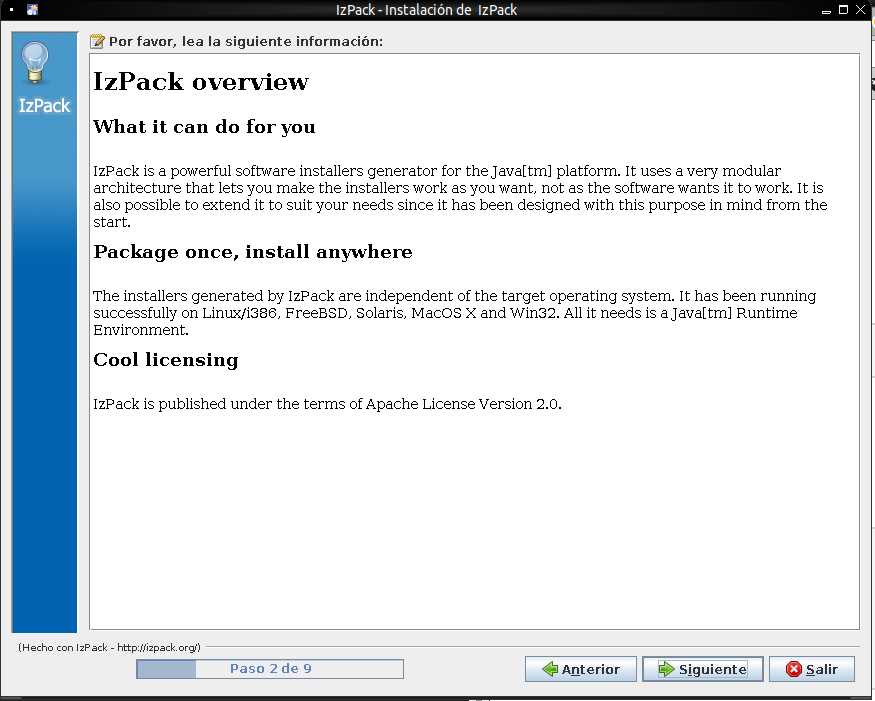 IzPack - Instalación de IzPack
IzPack
Por favor, lea la siguiente información:
IzPack overview
What it can do for you
IzPack is a powerful software installers generator for the Java[tm] platform. It uses a very modular
architecture that lets you make the installers work as you want, not as the software wants it to work. It is
also possible to extend it to suit your needs since it has been designed with this purpose in mind from the
start.
Package once, install anywhere
The installers generated by IzPack are independent of the target operating system. It has been running
successfully on Linux/i386, FreeBSD, Solaris, MacOS X and Win32. All it needs is a Java[tm] Runtime
Environment.
Cool licensing
IzPack is published under the terms of Apache License Version 2.0.
(Hecho con IzPack - http://izpack.org/)
Paso 2 de 9
Anterior
Siguiente
Salir